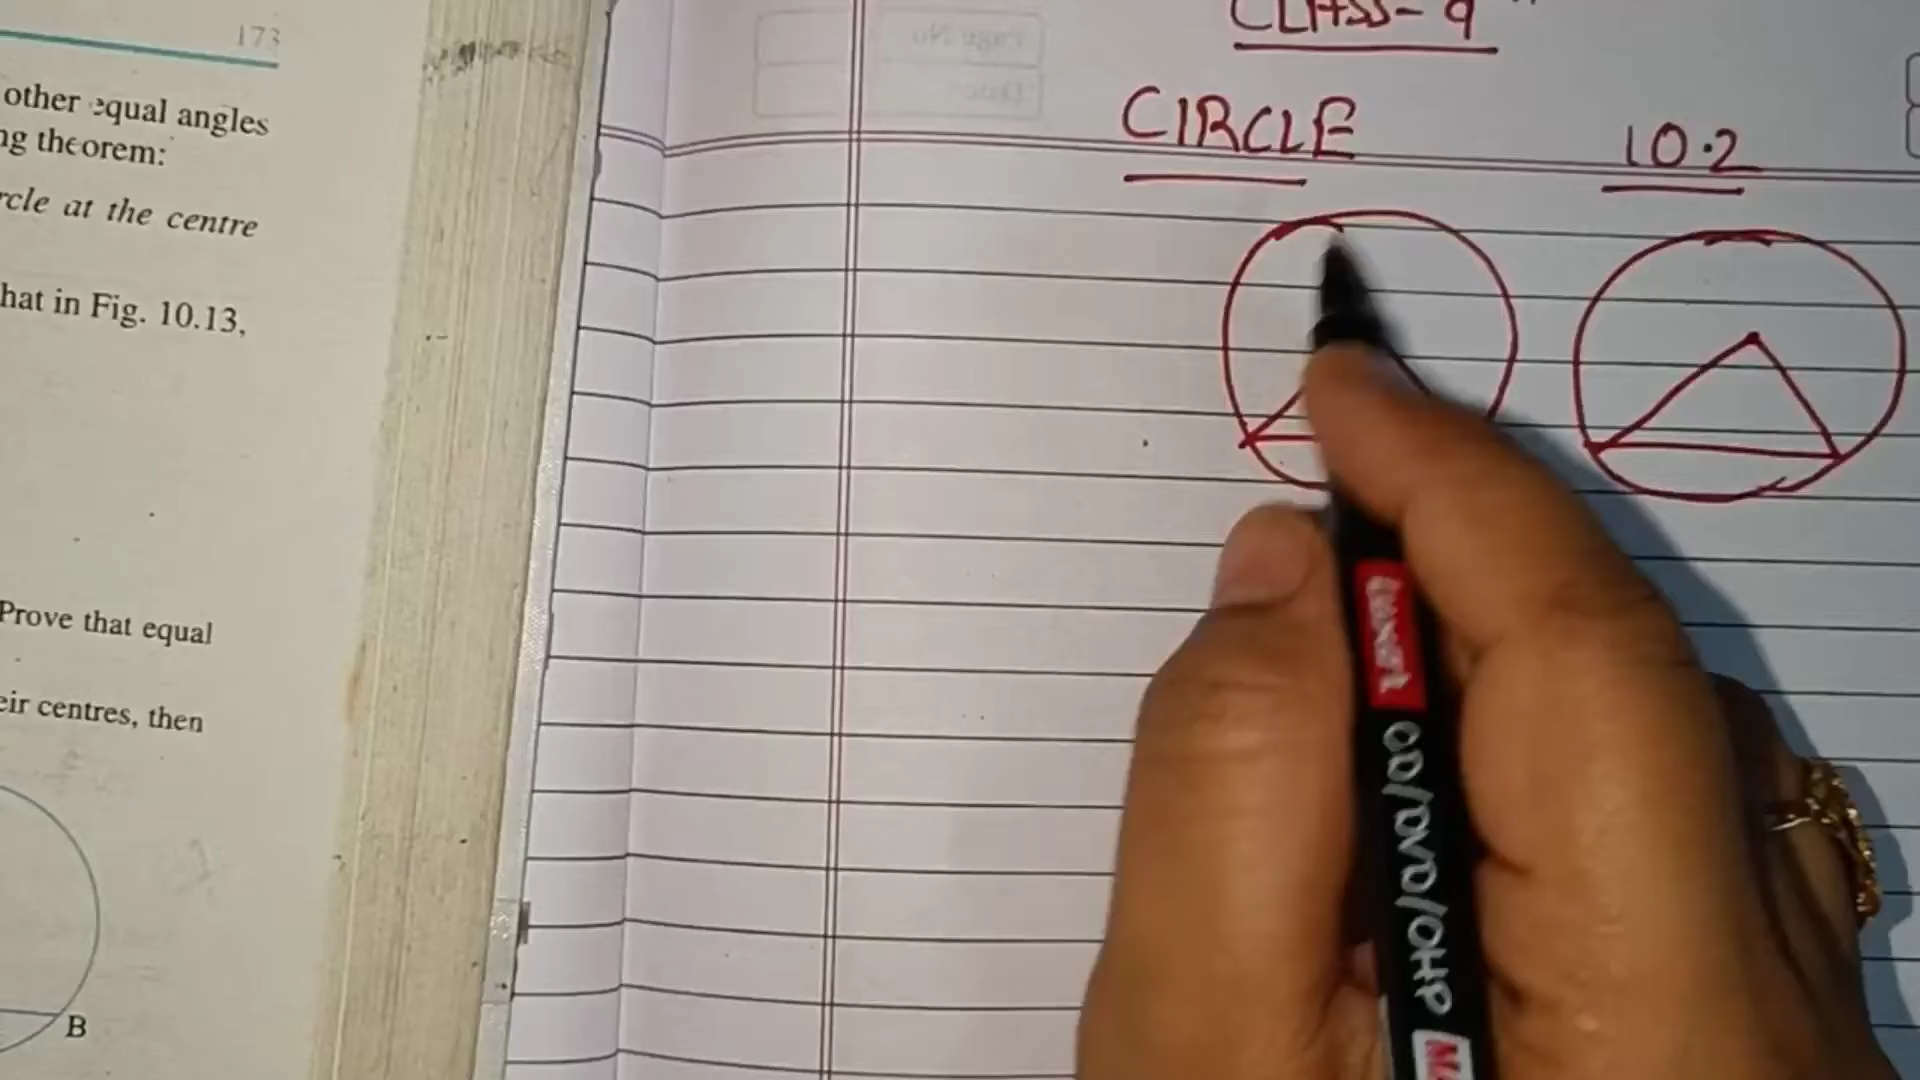 173
other equal angles
ng theorem:
rcle at the centre
hat in Fig. 10.13,
Prove that equal
eir centres, then
B
CLASS-9
CIRCLE
10.2
CD/DVD/OHP